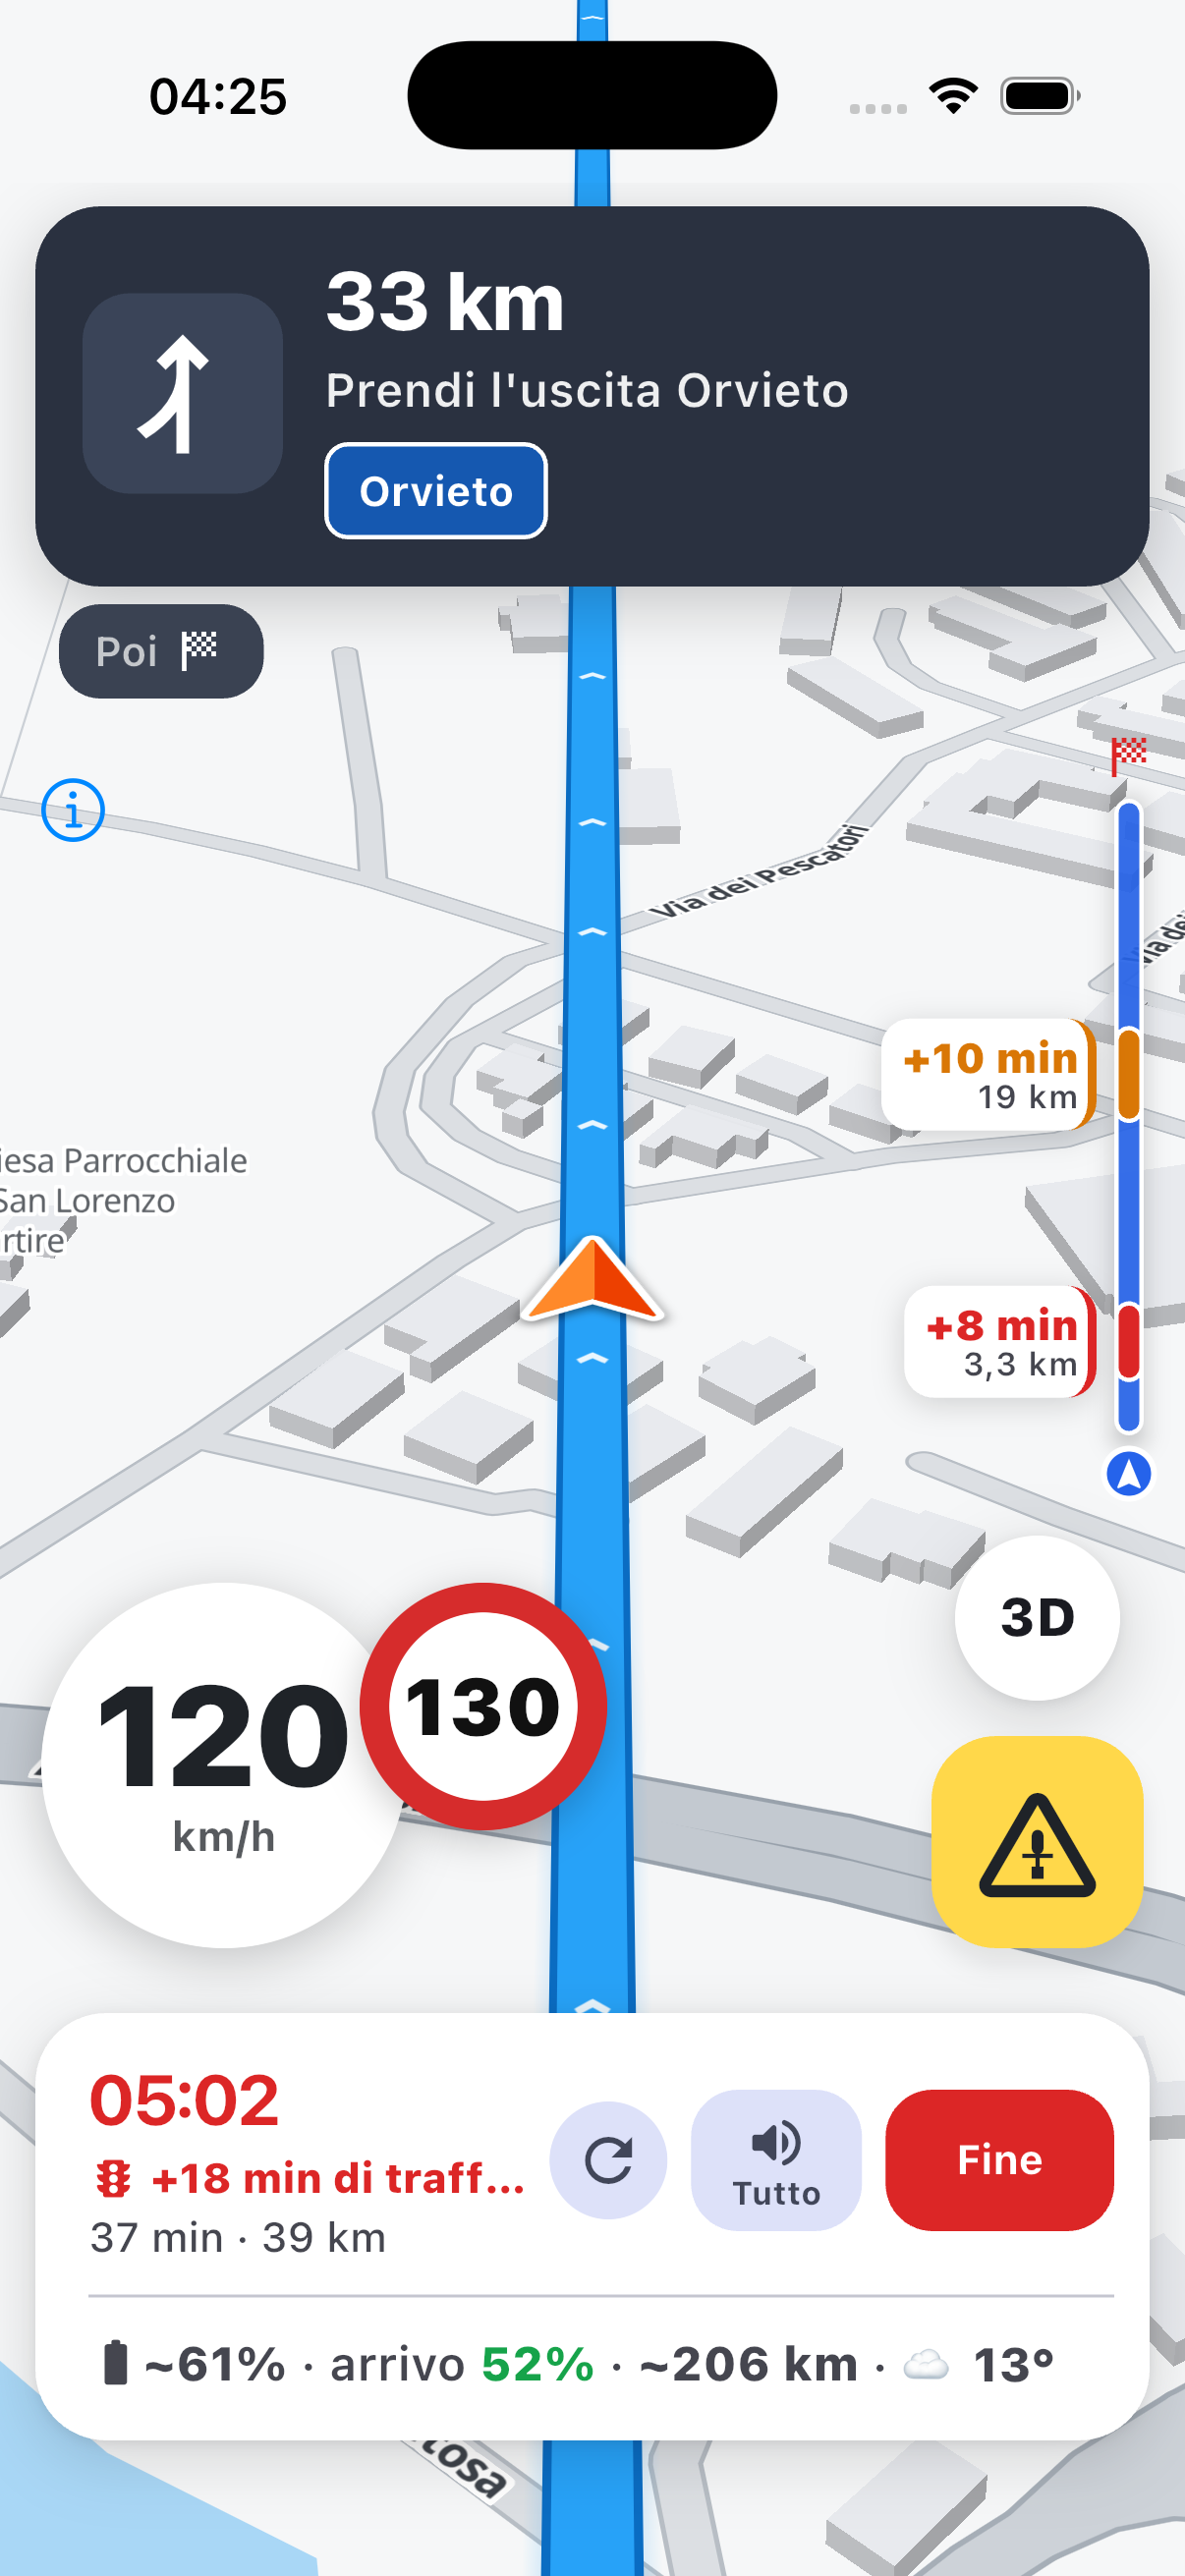 04:25
33 km
Prendi l'uscita Orvieto
Orvieto
Poi
Via dei Pescatori
+10 min
19 km
iesa Parrocchiale
San Lorenzo
rtire
+8 min
3,3 km
3D
120
km/h
130
05:02
+18 min di traff...
37 min · 39 km
Tutto
Fine
~61% · arrivo 52% · ~206 km · 13°
tosa